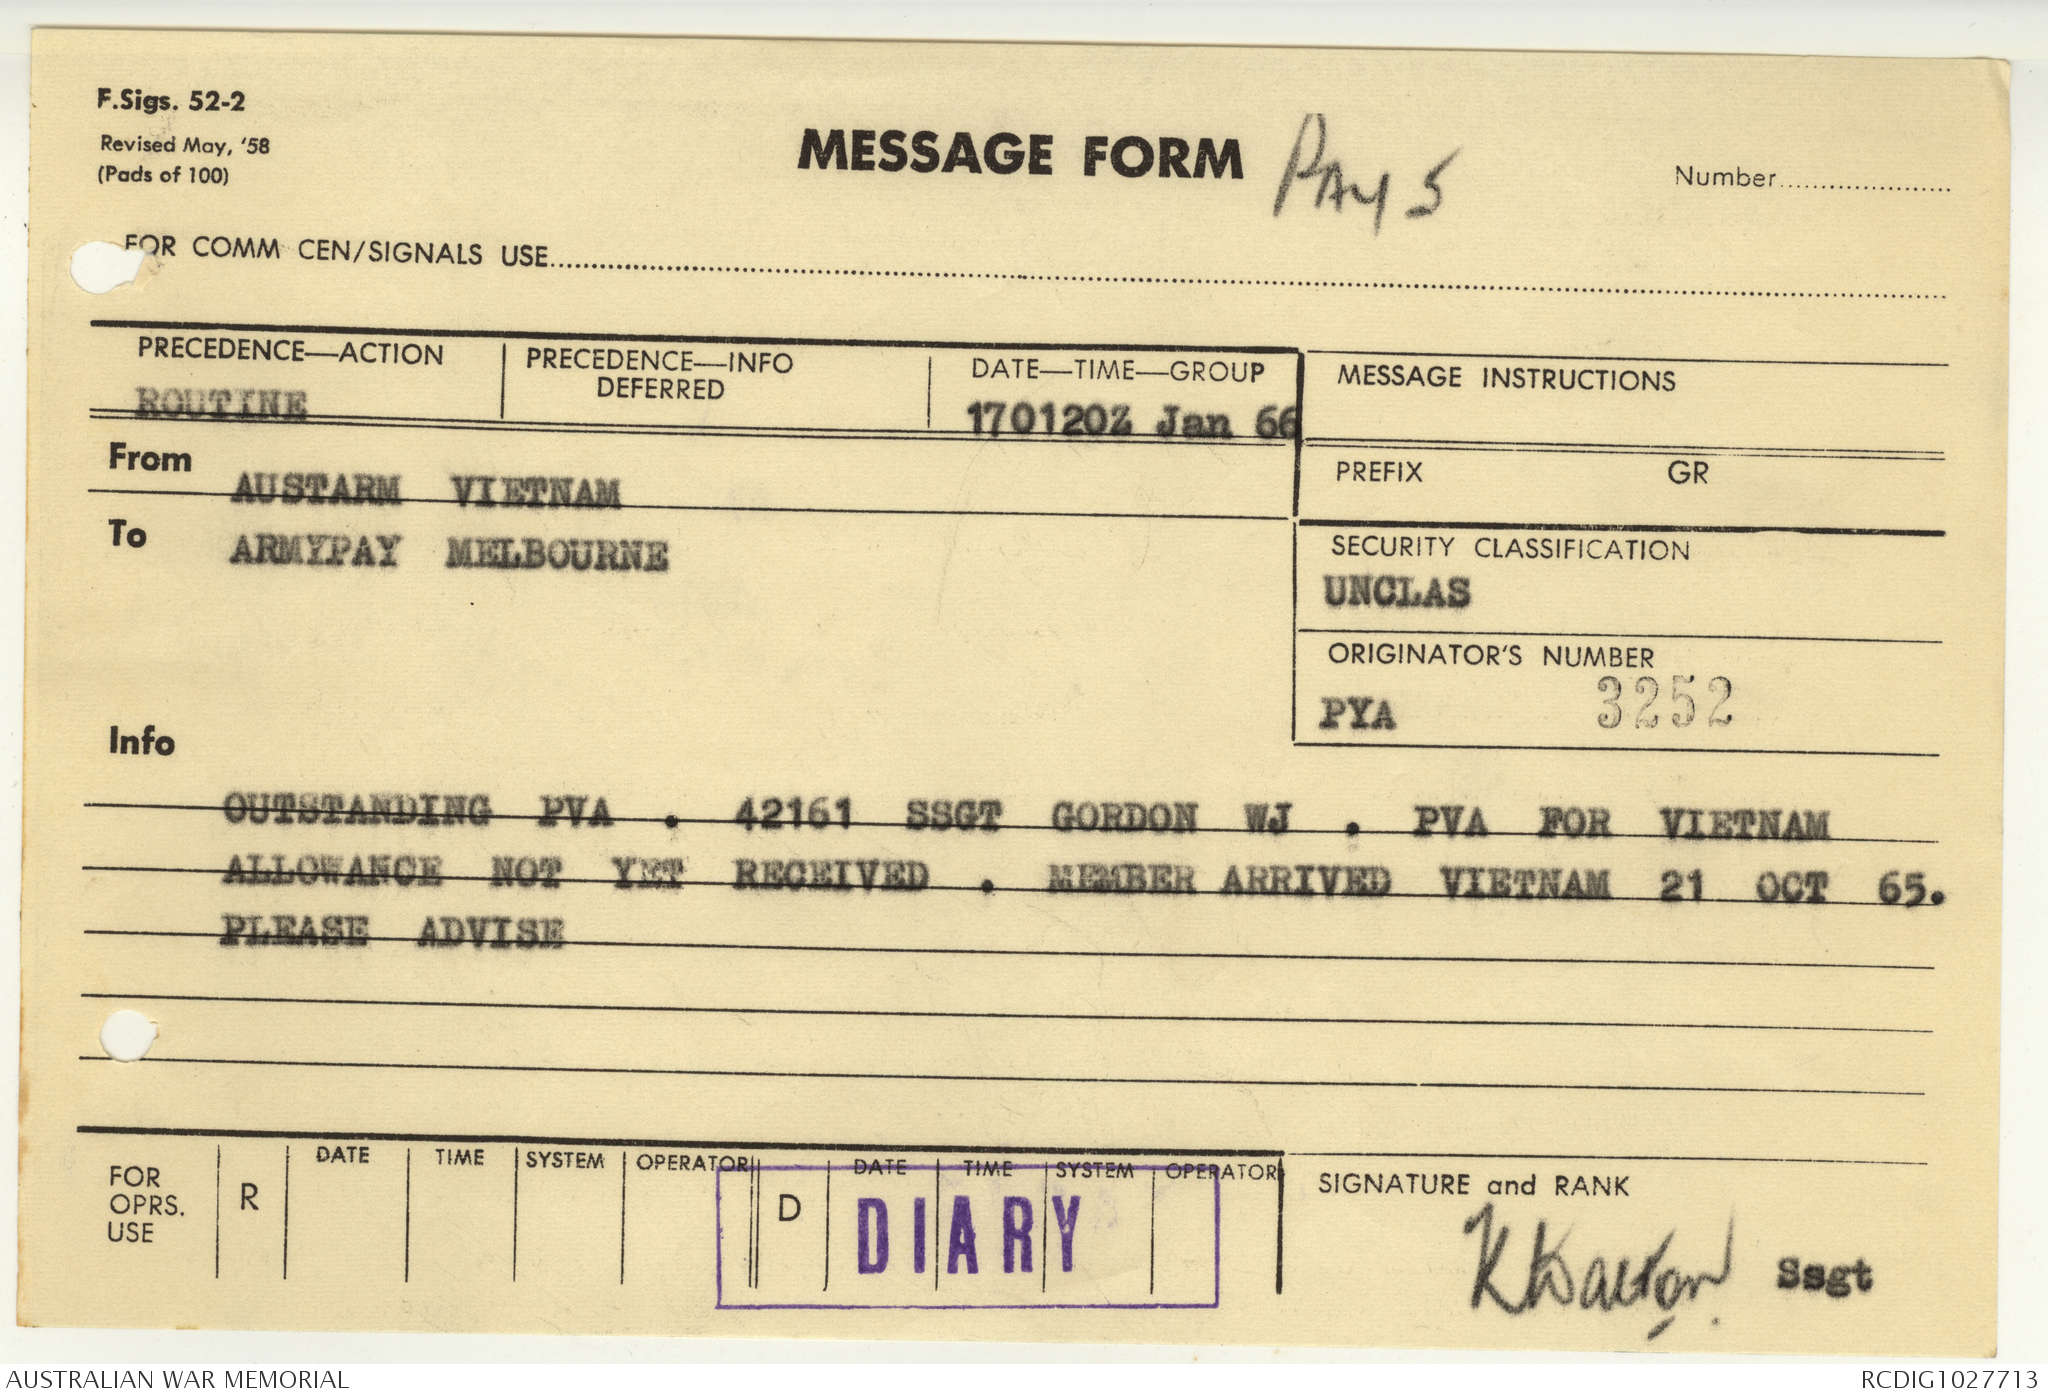 F.Sigs. 52-2
Revised May, '58
(Pads of 100)
MESSAGE FORM
PAY 5
Number
FOR COMM CEN/SIGNALS USE
PRECEDENCE—ACTION
ROUTINE
PRECEDENCE—INFO
DEFERRED
DATE—TIME—GROUP
170120Z Jan 66
MESSAGE INSTRUCTIONS
From AUSTARM VIETNAM
PREFIX GR
To ARMYPAY MELBOURNE
SECURITY CLASSIFICATION
UNCLAS
ORIGINATOR'S NUMBER
PYA 3252
Info
OUTSTANDING PVA . 42161 SSGT GORDON WJ . PVA FOR VIETNAM
ALLOWANCE NOT YET RECEIVED . MEMBER ARRIVED VIETNAM 21 OCT 65.
PLEASE ADVISE
FOR
OPRS.
USE
R
DATE TIME SYSTEM OPERATOR
D
DATE TIME SYSTEM OPERATOR
DIARY
SIGNATURE and RANK
Ssgt
AUSTRALIAN WAR MEMORIAL
RCDIG1027713